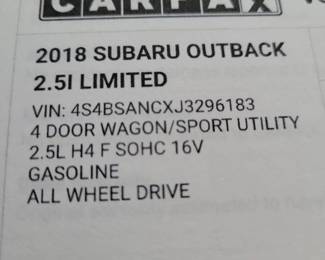 CARFAX
2018 SUBARU OUTBACK
2.5I LIMITED
VIN: 4S4BSANCXJ3296183
4 DOOR WAGON/SPORT UTILITY
2.5L H4 F SOHC 16V
GASOLINE
ALL WHEEL DRIVE